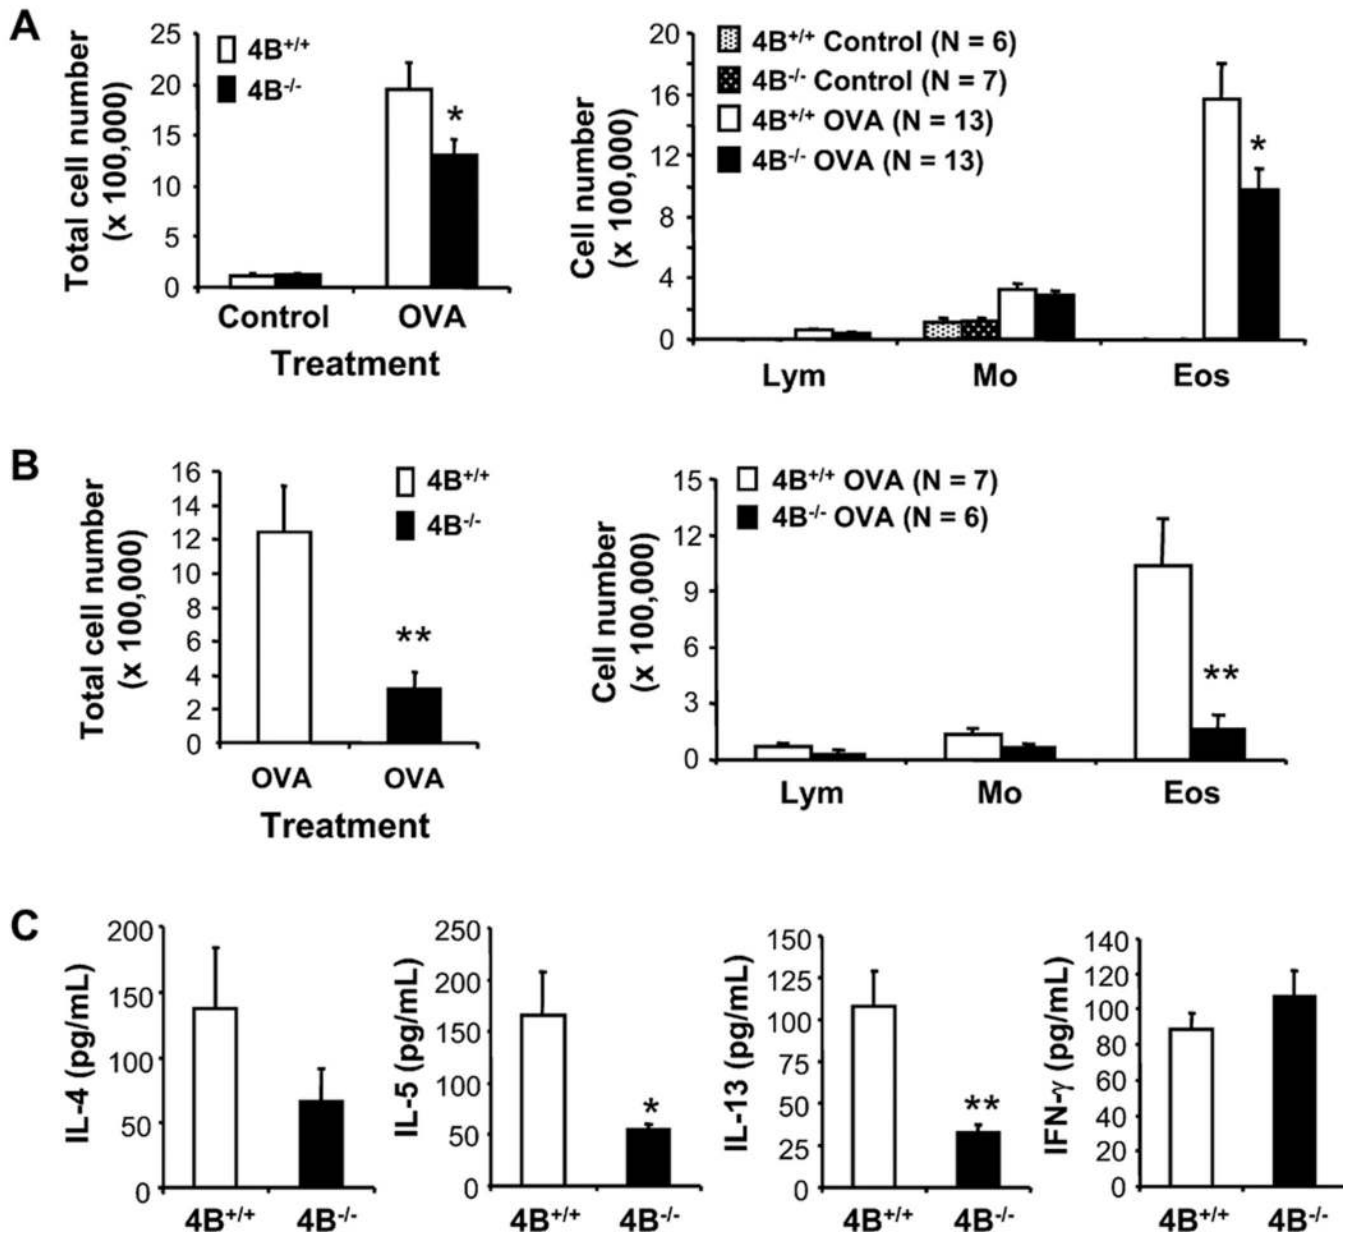 A
Total cell number
(x 100,000)
25
20
15
10
5
0
4B+/+
4B-/-
*
Control
OVA
Treatment
Cell number
(x 100,000)
20
16
12
8
4
0
4B+/+ Control (N = 6)
4B-/- Control (N = 7)
4B+/+ OVA (N = 13)
4B-/- OVA (N = 13)
*
Lym
Mo
Eos
B
Total cell number
(x 100,000)
16
14
12
10
8
6
4
2
0
4B+/+
4B-/-
**
OVA
OVA
Treatment
Cell number
(x 100,000)
15
12
9
6
3
0
4B+/+ OVA (N = 7)
4B-/- OVA (N = 6)
**
Lym
Mo
Eos
C
IL-4 (pg/mL)
200
150
100
50
0
4B+/+
4B-/-
IL-5 (pg/mL)
250
200
150
100
50
0
*
4B+/+
4B-/-
IL-13 (pg/mL)
150
125
100
75
50
25
0
**
4B+/+
4B-/-
IFN-γ (pg/mL)
140
120
100
80
60
40
20
0
4B+/+
4B-/-